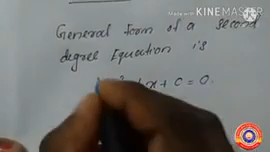 Made With KINEMASTER
General form of a second
degree Equation is
x + c = 0.